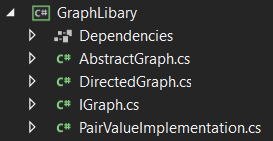 C# GraphLibary
Dependencies
C# AbstractGraph.cs
C# DirectedGraph.cs
C# IGraph.cs
C# PairValueImplementation.cs